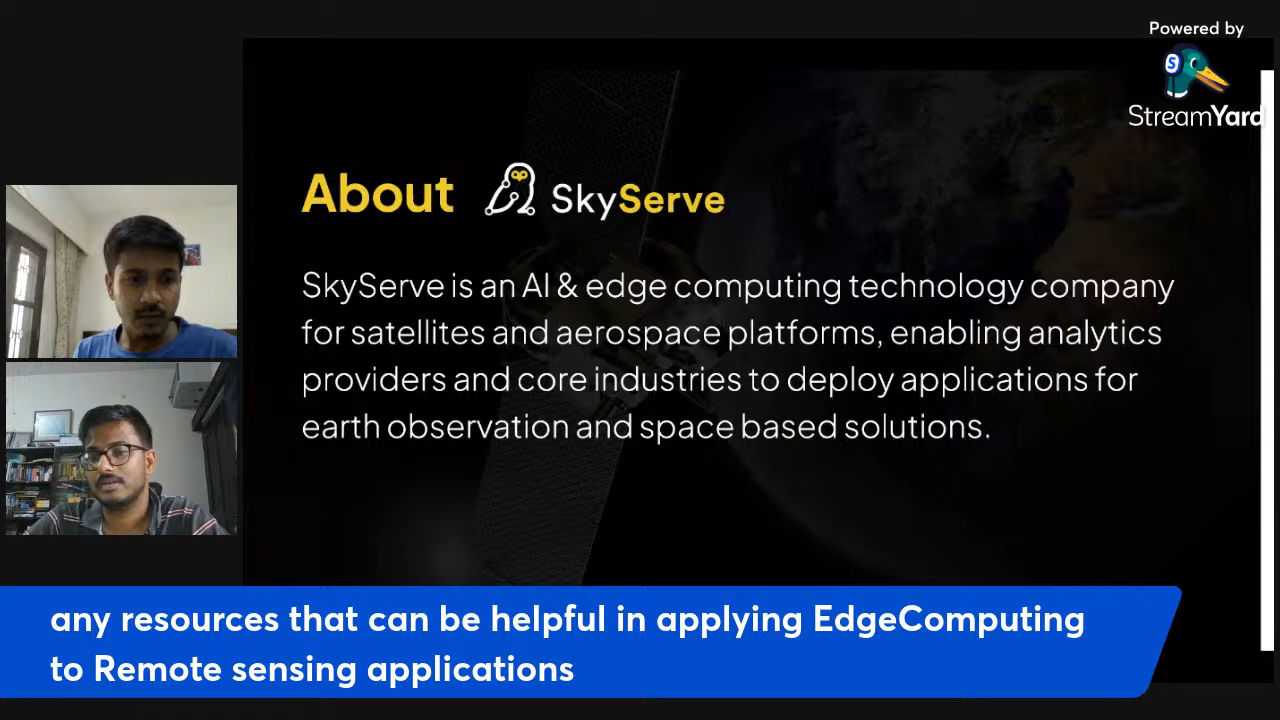 Powered by
StreamYard
About SkyServe
SkyServe is an AI & edge computing technology company
for satellites and aerospace platforms, enabling analytics
providers and core industries to deploy applications for
earth observation and space based solutions.
any resources that can be helpful in applying EdgeComputing
to Remote sensing applications